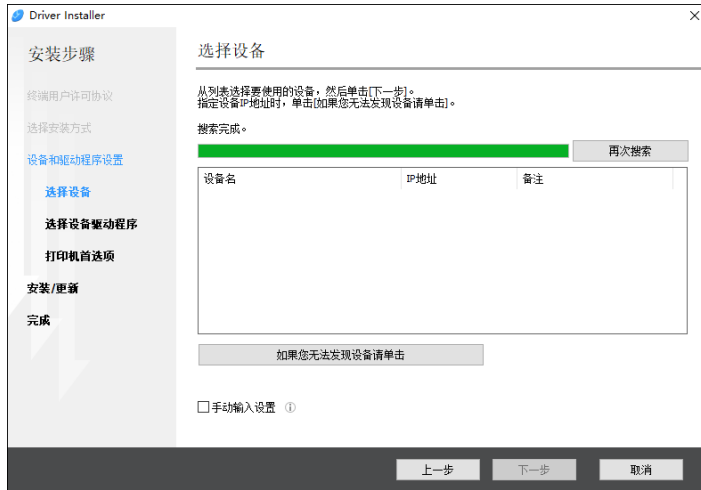 Driver Installer
安装步骤
终端用户许可协议
选择安装方式
设备和驱动程序设置
选择设备
选择设备驱动程序
打印机首选项
安装/更新
完成
选择设备
从列表选择要使用的设备，然后单击[下一步]。
指定设备IP地址时，单击[如果您无法发现设备请单击]。
搜索完成。
再次搜索
设备名 IP地址 备注
如果您无法发现设备请单击
手动输入设置
上一步 下一步 取消